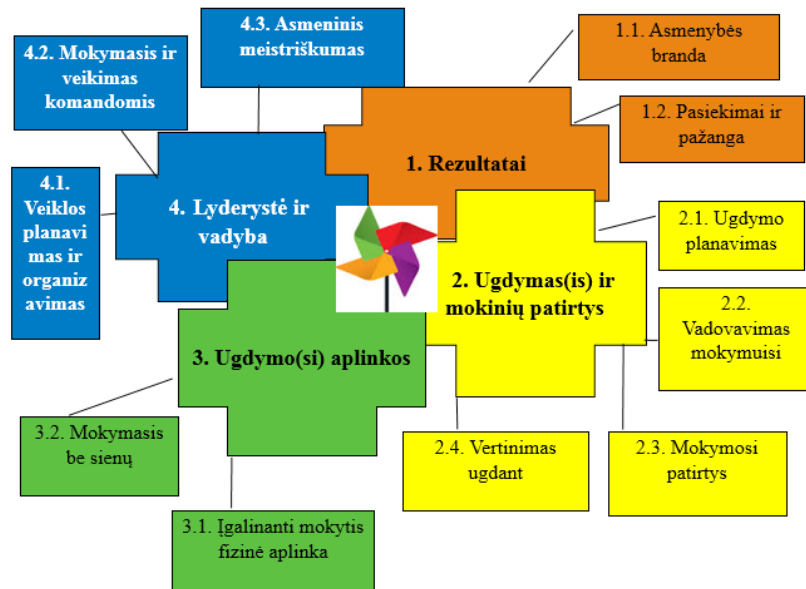 4.3. Asmeninis
meistriškumas
4.2. Mokymasis ir
veikimas
komandomis
4.1.
Veiklos
planavi
mas ir
organiz
avimas
4. Lyderystė ir
vadyba
1. Rezultatai
1.1. Asmenybės
branda
1.2. Pasiekimai ir
pažanga
2. Ugdymas(is) ir
mokinių patirtys
2.1. Ugdymo
planavimas
2.2.
Vadovavimas
mokymuisi
2.3. Mokymosi
patirtys
2.4. Vertinimas
ugdant
3. Ugdymo(si) aplinkos
3.2. Mokymasis
be sienų
3.1. Įgalinanti mokytis
fizinė aplinka